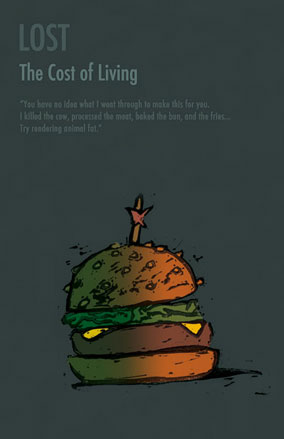 LOST
The Cost of Living
"You have no idea what I went through to make this for you.
I killed the cow, processed the meat, baked the bun, and the fries...
Try rendering animal fat."